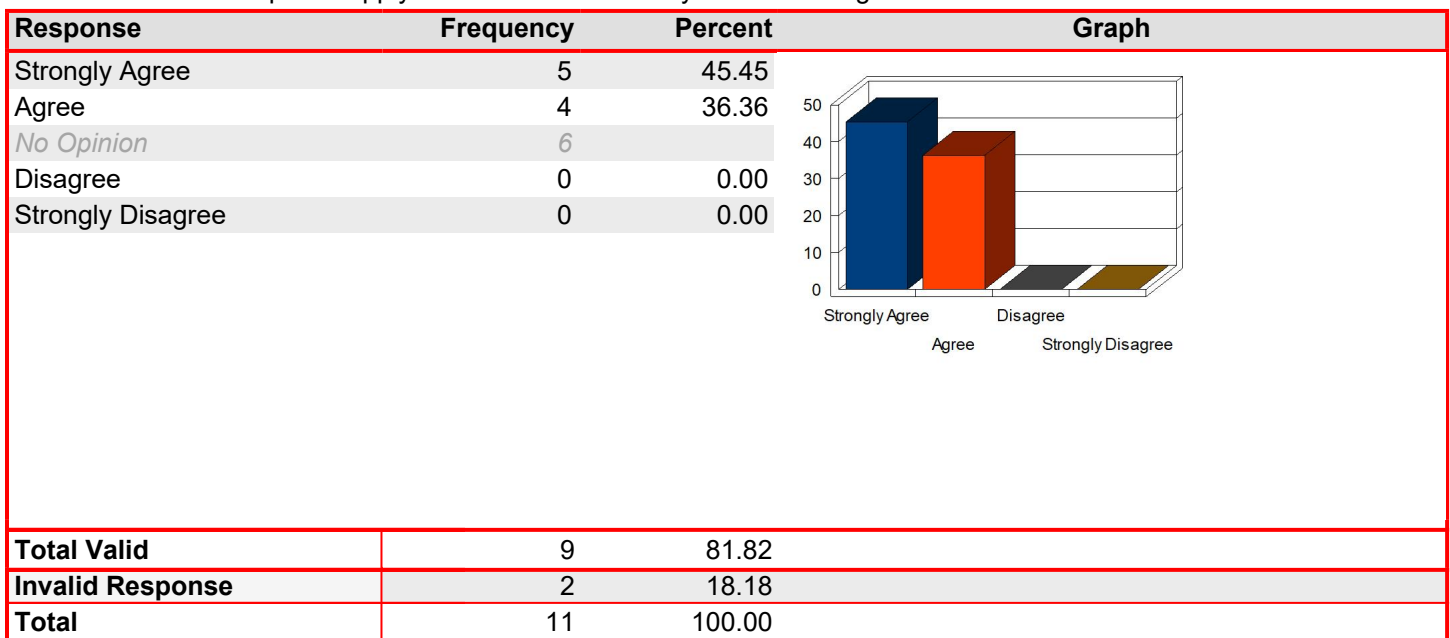 Response Frequency Percent Graph
Strongly Agree 5 45.45
Agree 4 36.36
No Opinion 6
Disagree 0 0.00
Strongly Disagree 0 0.00
50
40
30
20
10
0
Strongly Agree Disagree
Agree Strongly Disagree
Total Valid 9 81.82
Invalid Response 2 18.18
Total 11 100.00